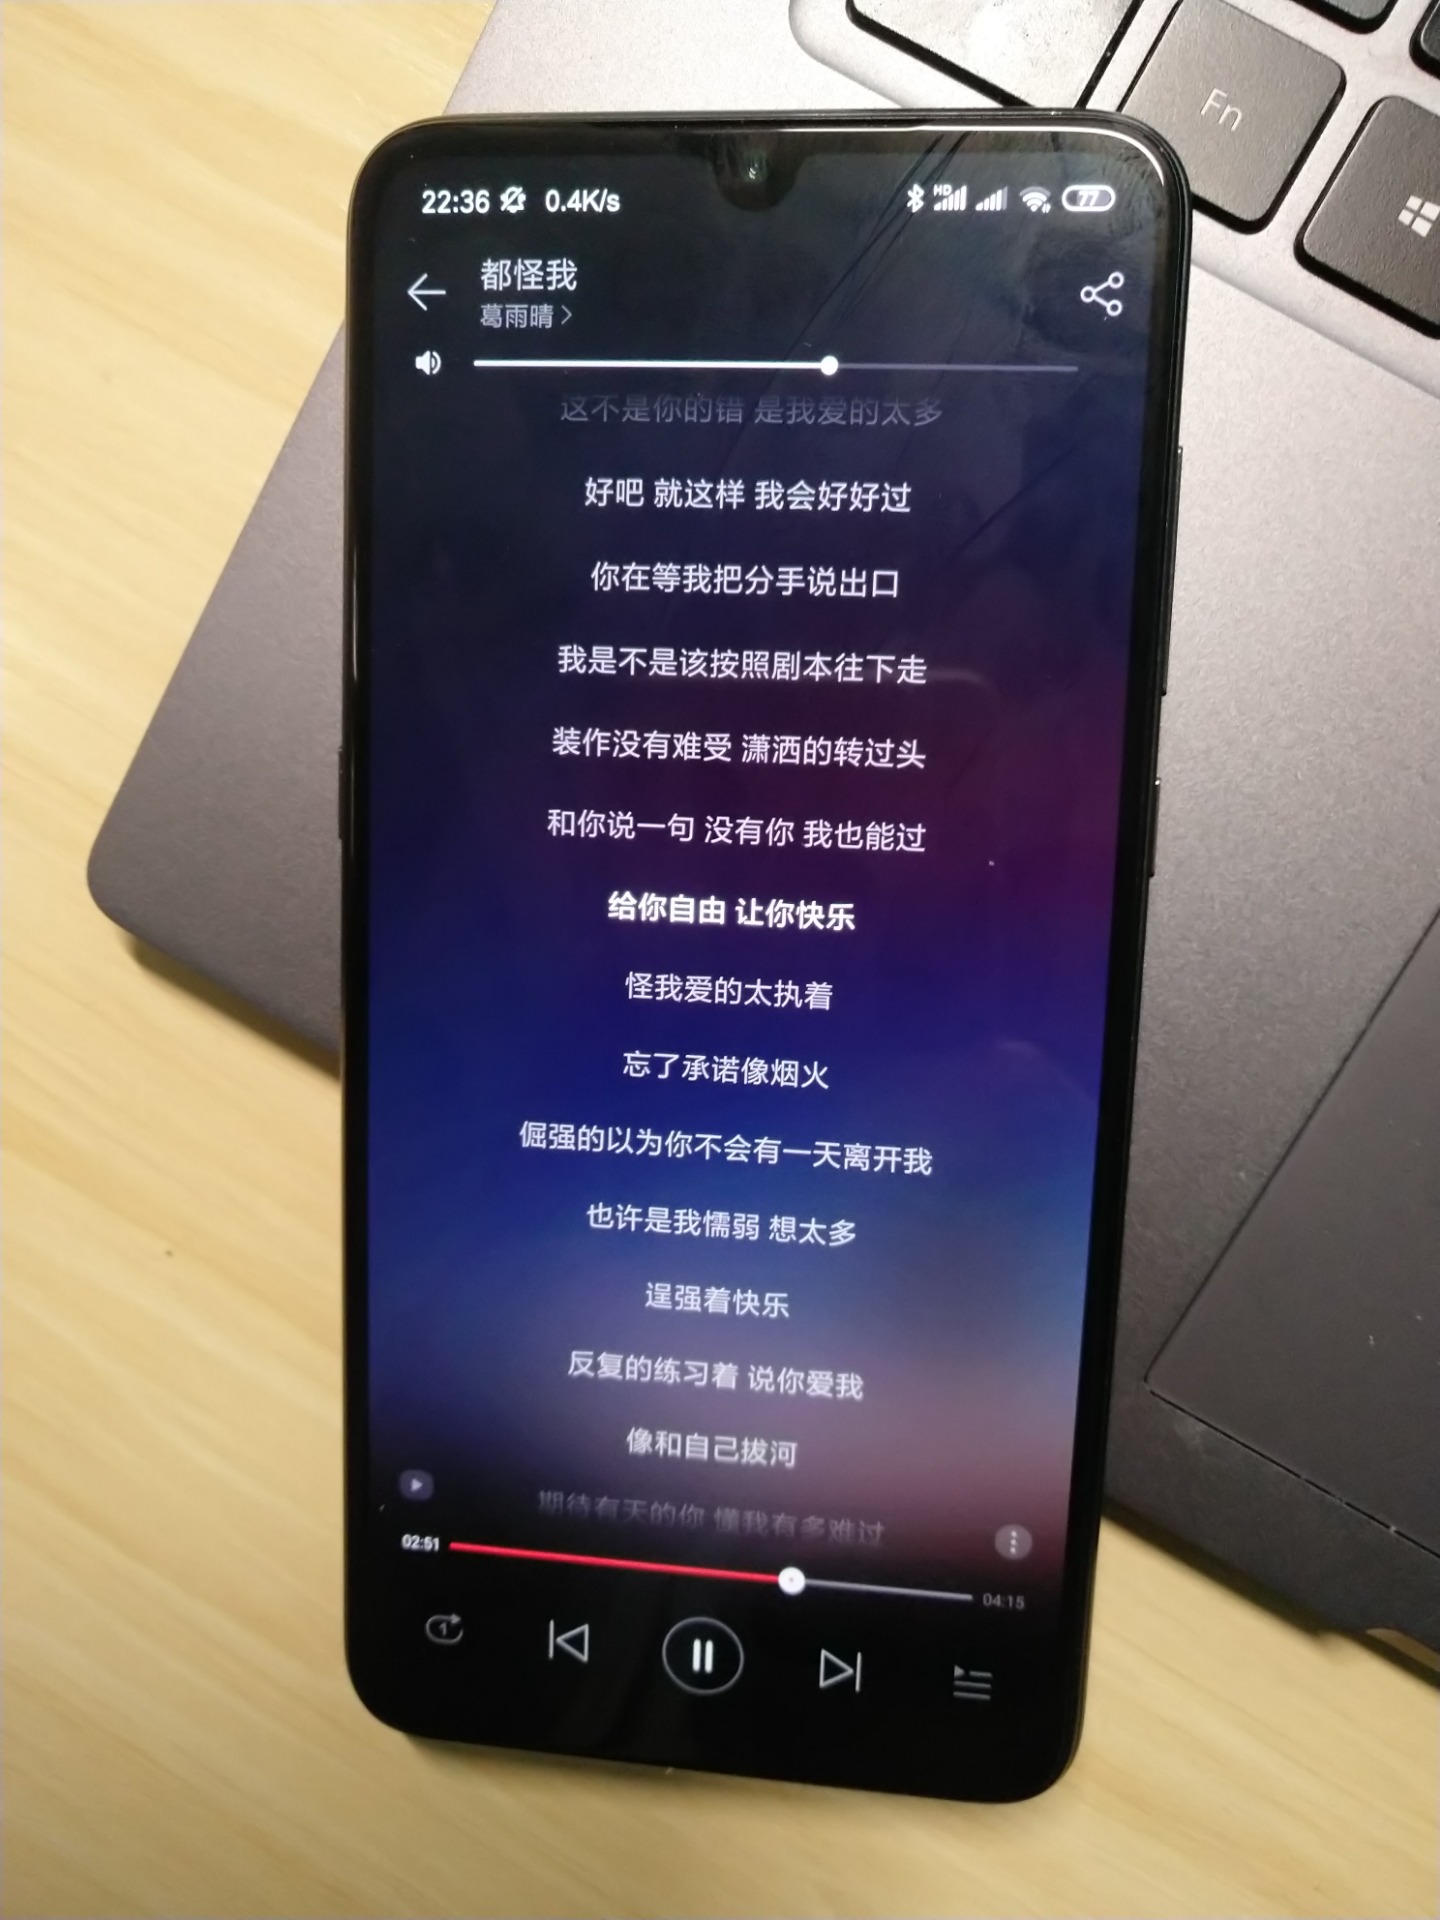 Fn
22:36 0.4K/s HD 77
都怪我
葛雨晴
这不是你的错 是我爱的太多
好吧 就这样 我会好好过
你在等我把分手说出口
我是不是该按照剧本往下走
装作没有难受 潇洒的转过头
和你说一句 没有你 我也能过
给你自由 让你快乐
怪我爱的太执着
忘了承诺像烟火
倔强的以为你不会有一天离开我
也许是我懦弱 想太多
逞强着快乐
反复的练习着 说你爱我
像和自己拔河
期待有天的你 懂我有多难过
02:51
04:15
1